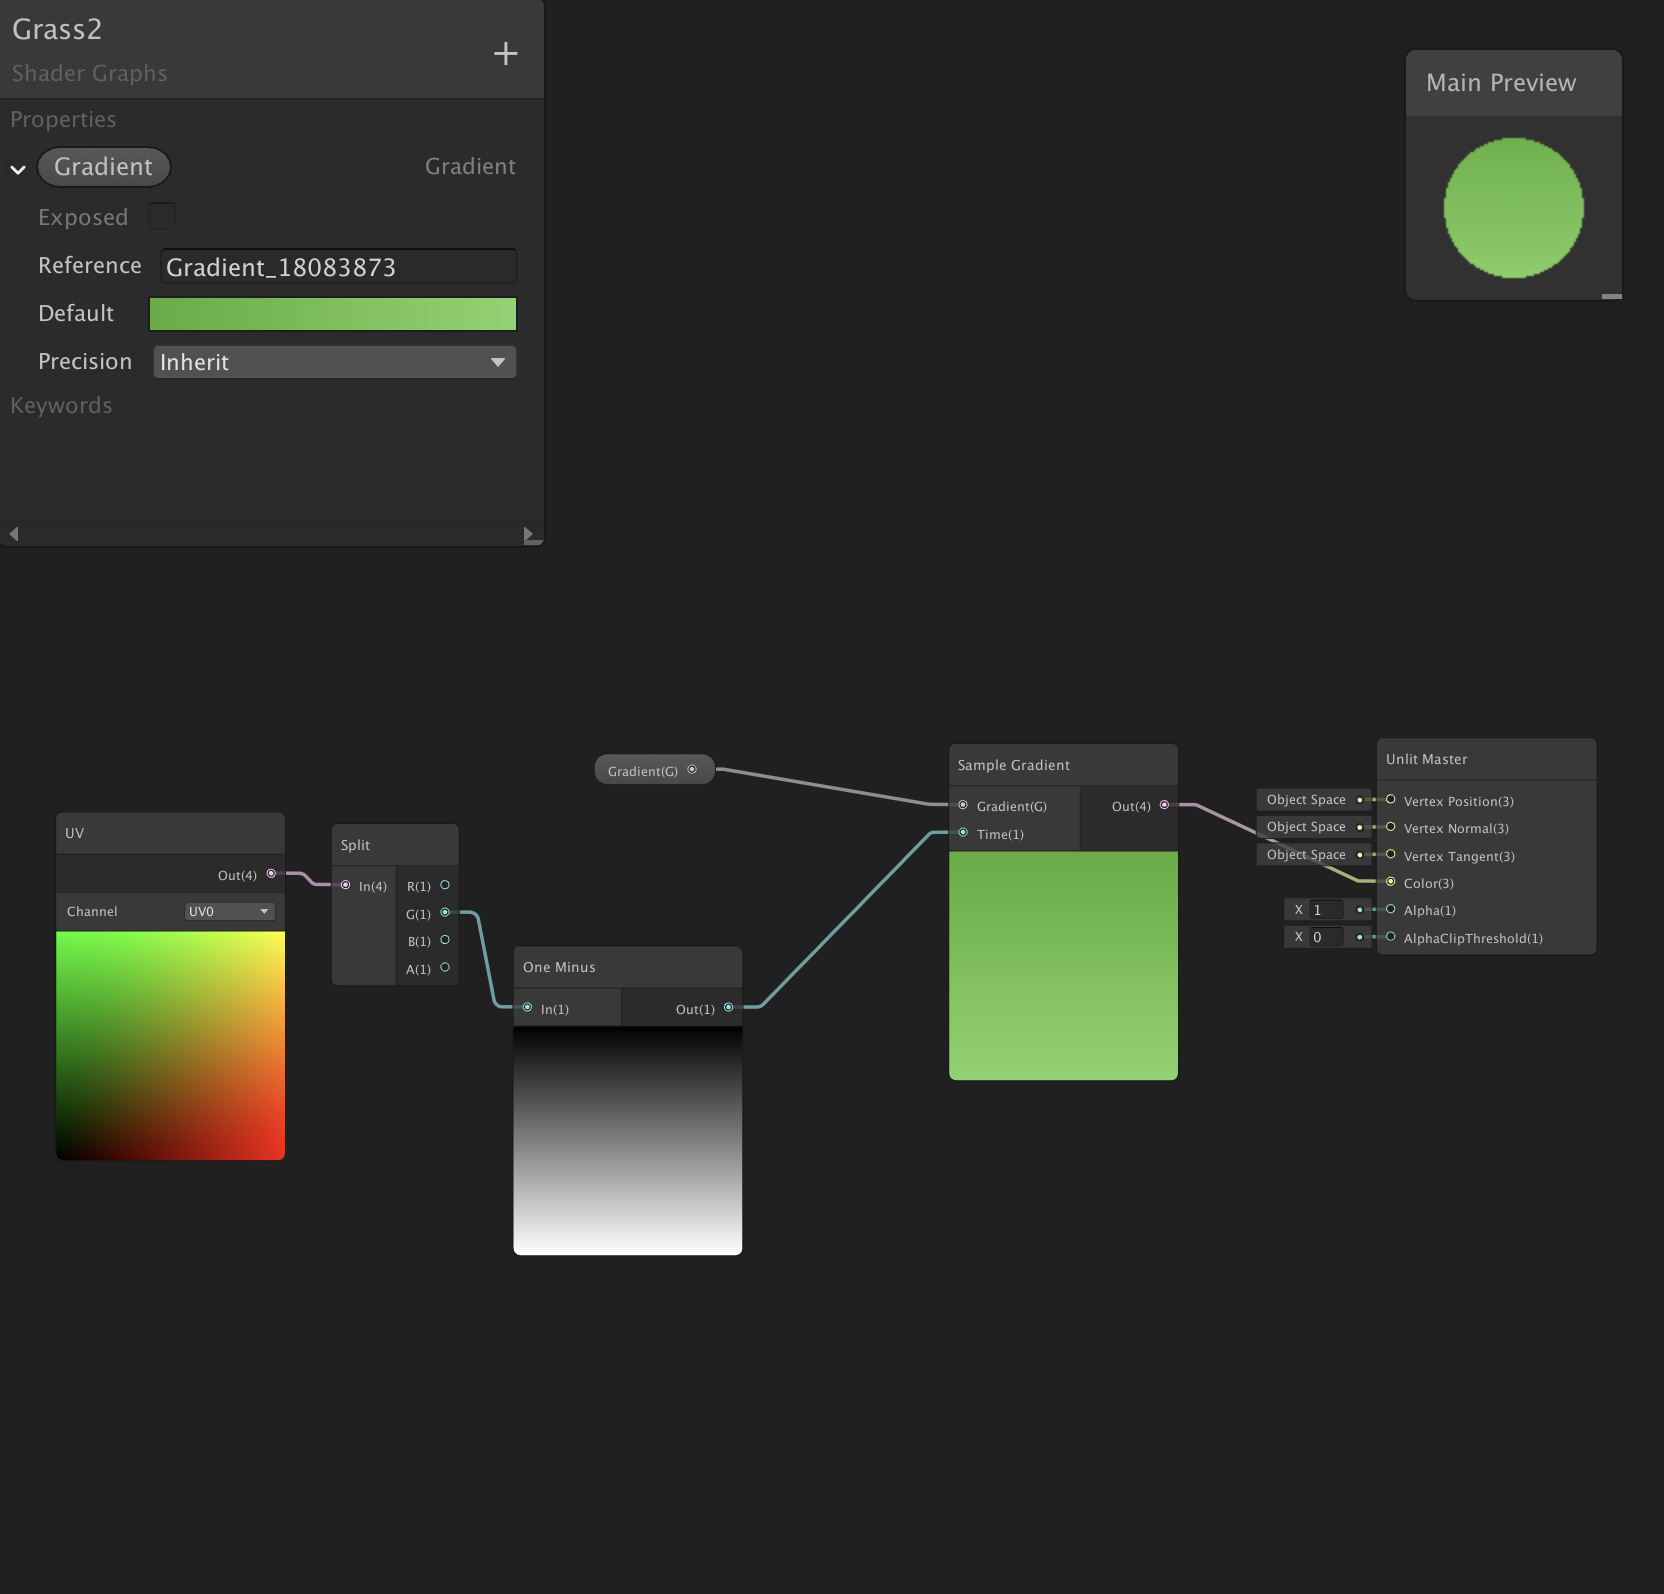 Grass2
Shader Graphs
Properties
Gradient Gradient
Exposed
Reference Gradient_18083873
Default
Precision Inherit
Keywords
Main Preview
UV
Out(4)
Channel UV0
Split
In(4) R(1)
G(1)
B(1)
A(1)
One Minus
In(1) Out(1)
Gradient(G)
Sample Gradient
Gradient(G) Out(4)
Time(1)
Unlit Master
Object Space Vertex Position(3)
Object Space Vertex Normal(3)
Object Space Vertex Tangent(3)
Color(3)
X 1 Alpha(1)
X 0 AlphaClipThreshold(1)